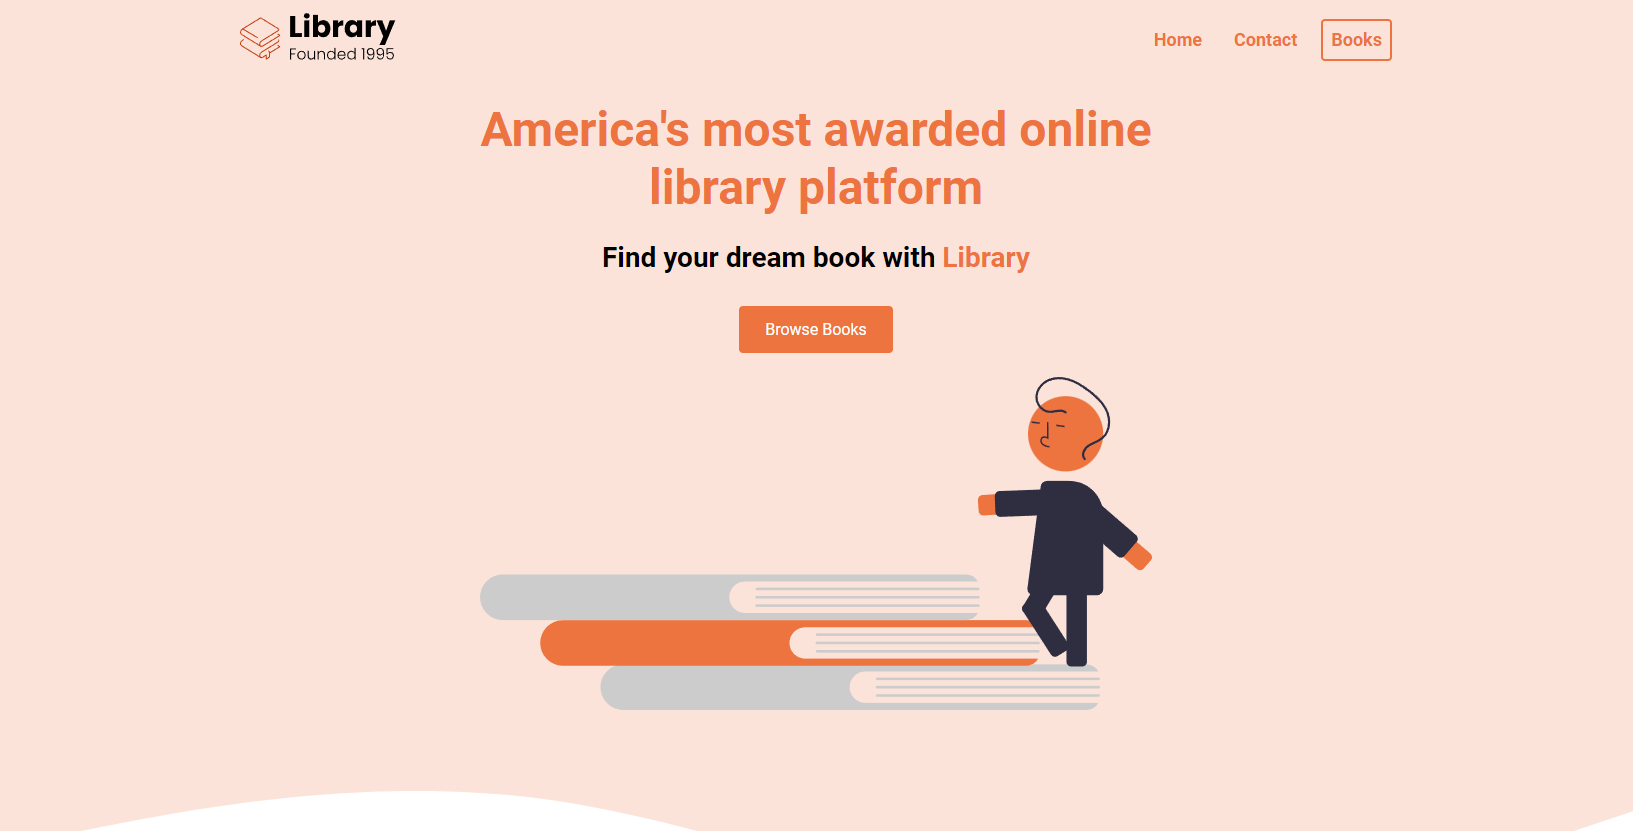 Library
Founded 1995
Home
Contact
Books
America's most awarded online
library platform
Find your dream book with Library
Browse Books